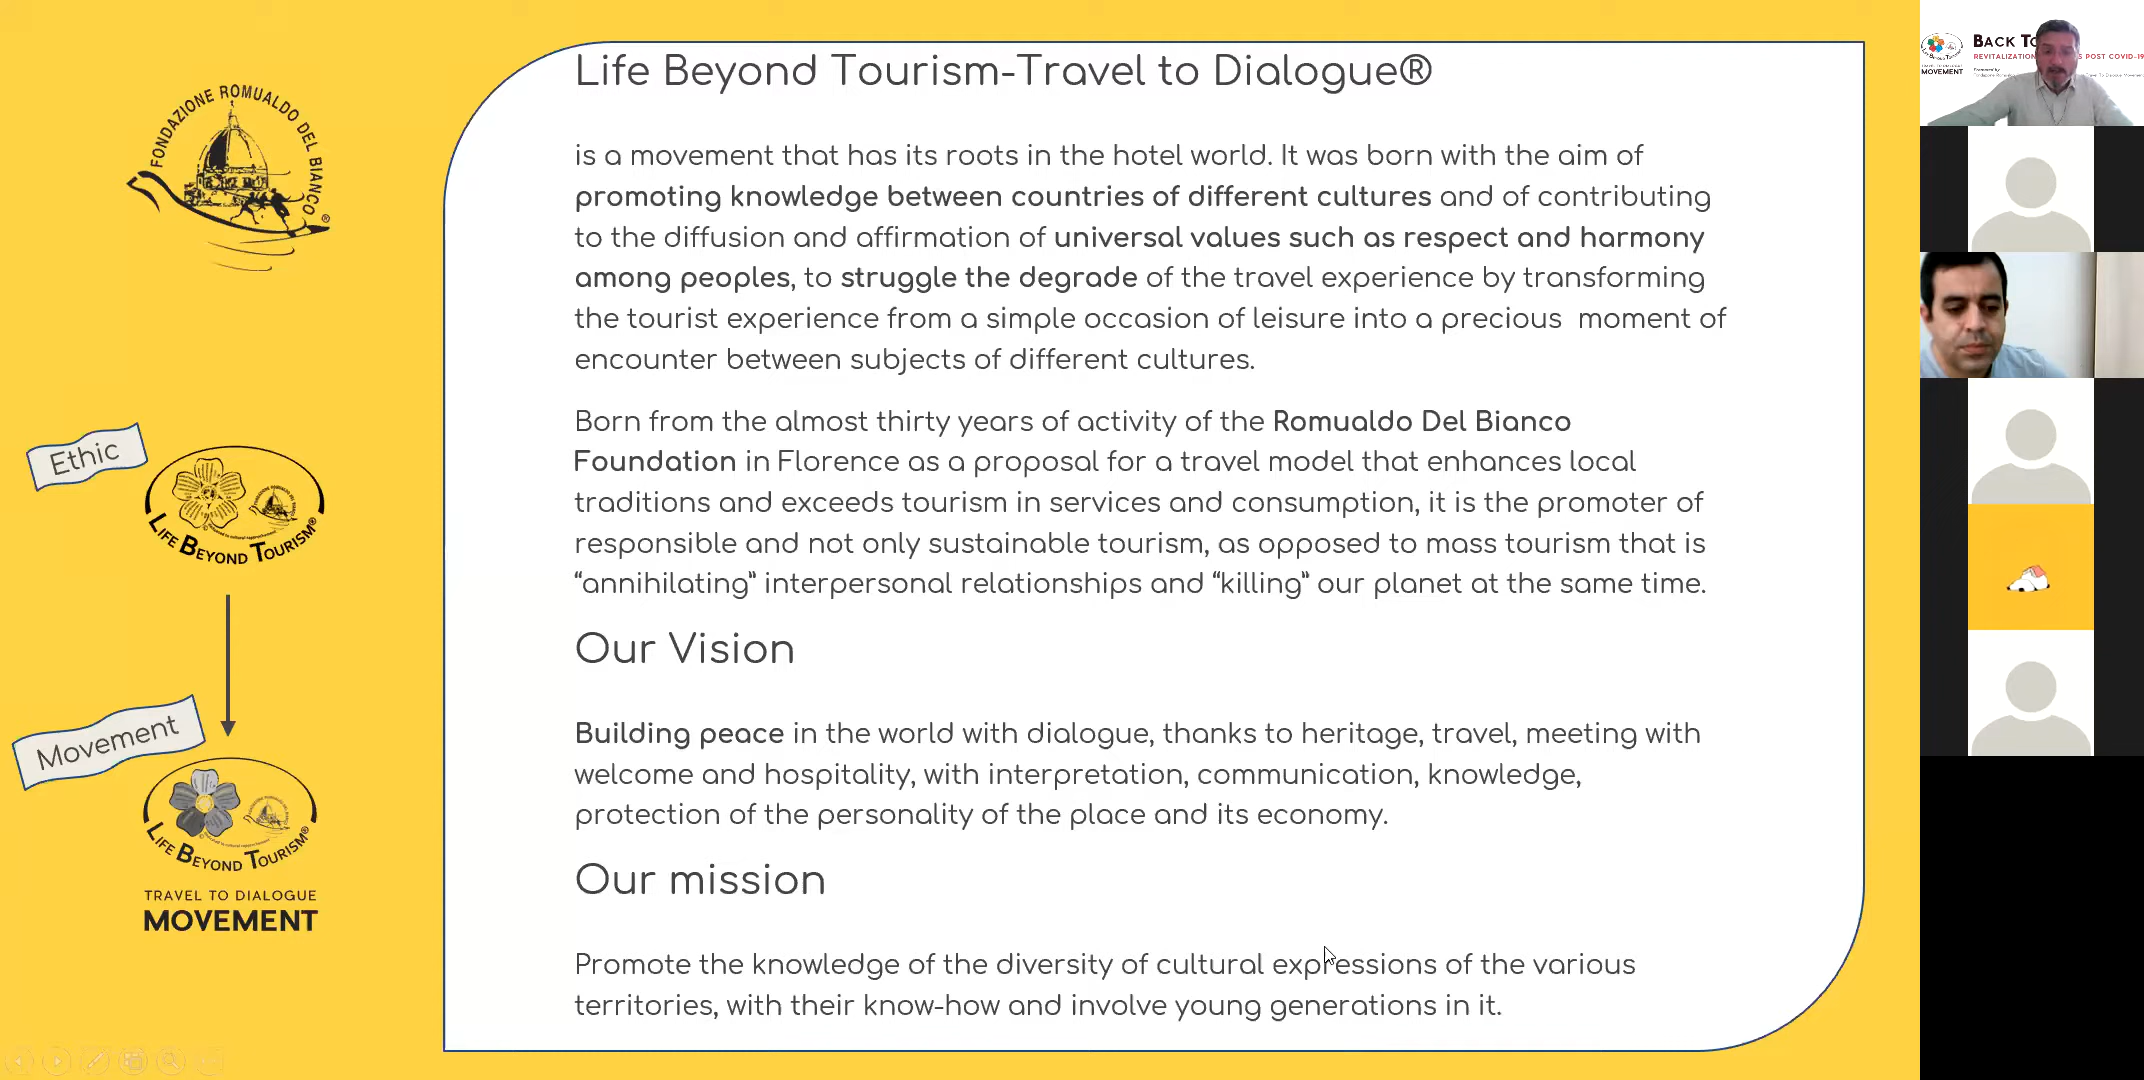 Life Beyond Tourism-Travel to Dialogue®
is a movement that has its roots in the hotel world. It was born with the aim of
promoting knowledge between countries of different cultures and of contributing
to the diffusion and affirmation of universal values such as respect and harmony
among peoples, to struggle the degrade of the travel experience by transforming
the tourist experience from a simple occasion of leisure into a precious moment of
encounter between subjects of different cultures.
Born from the almost thirty years of activity of the Romualdo Del Bianco
Foundation in Florence as a proposal for a travel model that enhances local
traditions and exceeds tourism in services and consumption, it is the promoter of
responsible and not only sustainable tourism, as opposed to mass tourism that is
“annihilating” interpersonal relationships and “killing” our planet at the same time.
Our Vision
Building peace in the world with dialogue, thanks to heritage, travel, meeting with
welcome and hospitality, with interpretation, communication, knowledge,
protection of the personality of the place and its economy.
Our mission
Promote the knowledge of the diversity of cultural expressions of the various
territories, with their know-how and involve young generations in it.
FONDAZIONE ROMUALDO DEL BIANCO®
Ethic
LIFE BEYOND TOURISM®
Movement
LIFE BEYOND TOURISM®
TRAVEL TO DIALOGUE
MOVEMENT
BACK
REVITALIZATION
POST COVID-19
MOVEMENT